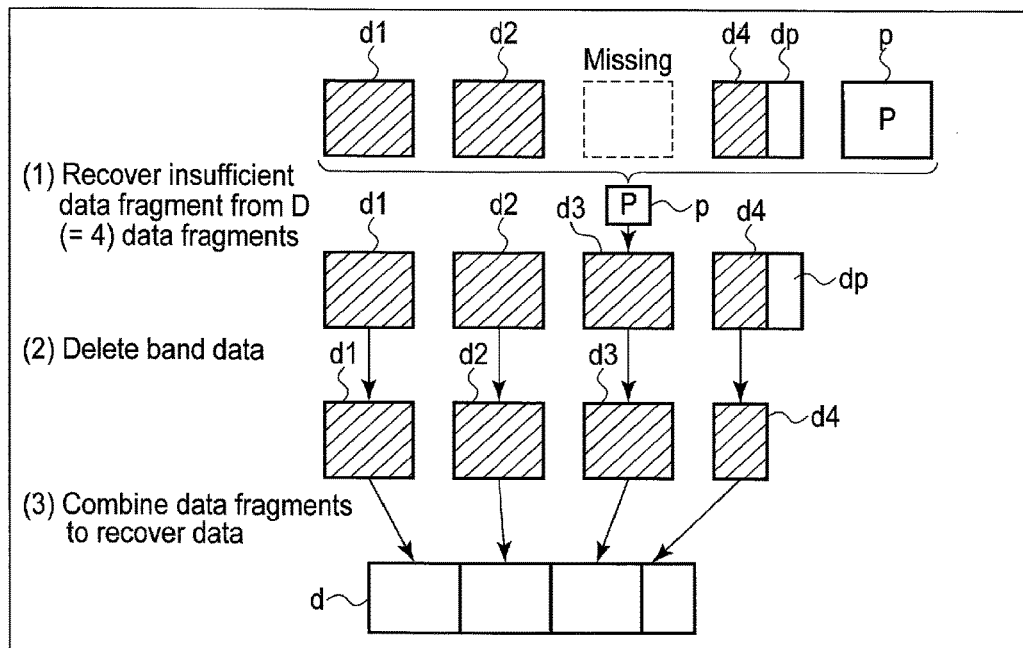 d1 d2 Missing d4 dp p
P
(1) Recover insufficient
data fragment from D
(= 4) data fragments
P p
d1 d2 d3 d4
dp
(2) Delete band data
d1 d2 d3
d4
(3) Combine data fragments
to recover data
d